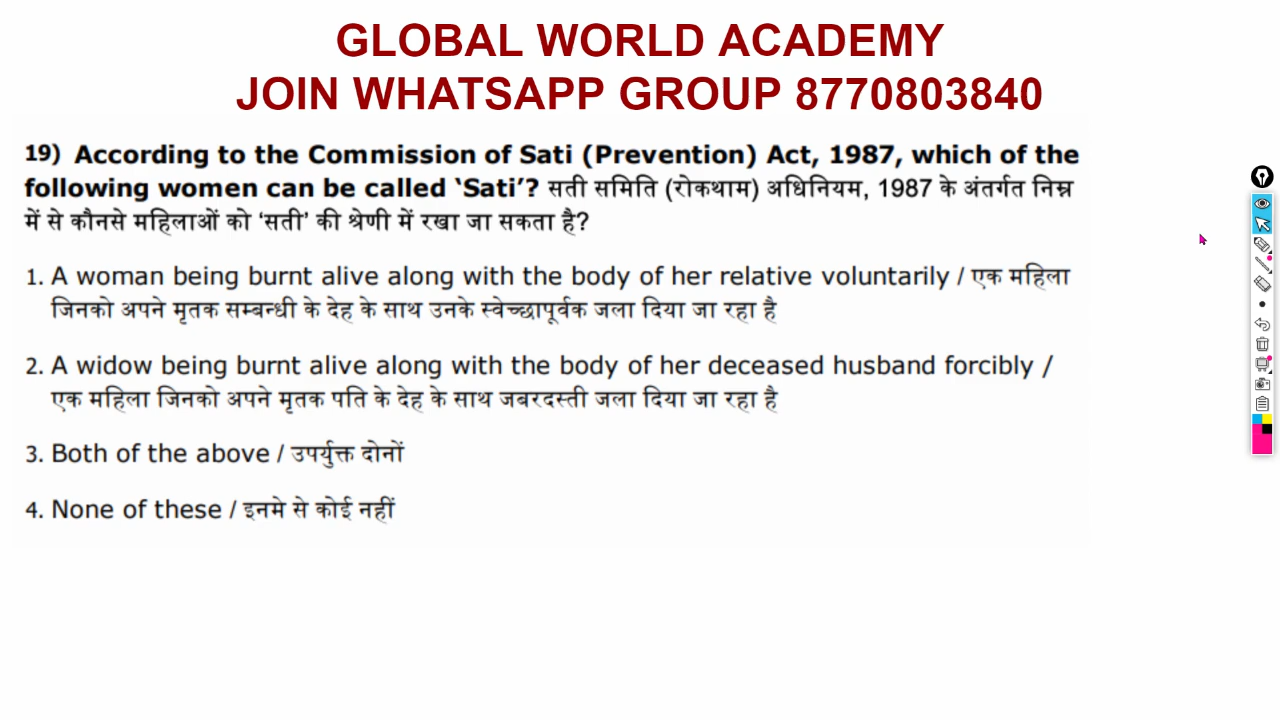 GLOBAL WORLD ACADEMY
JOIN WHATSAPP GROUP 8770803840
19) According to the Commission of Sati (Prevention) Act, 1987, which of the
following women can be called ‘Sati’? सती समिति (रोकथाम) अधिनियम, 1987 के अंतर्गत निम्न
में से कौनसे महिलाओं को ‘सती’ की श्रेणी में रखा जा सकता है?
1. A woman being burnt alive along with the body of her relative voluntarily / एक महिला
जिनको अपने मृतक सम्बन्धी के देह के साथ उनके स्वेच्छापूर्वक जला दिया जा रहा है
2. A widow being burnt alive along with the body of her deceased husband forcibly /
एक महिला जिनको अपने मृतक पति के देह के साथ जबरदस्ती जला दिया जा रहा है
3. Both of the above / उपर्युक्त दोनों
4. None of these / इनमे से कोई नहीं